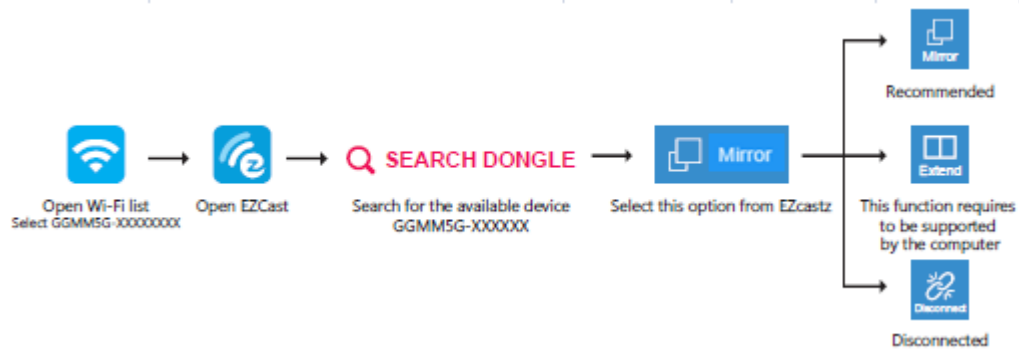 Mirror
Recommended
SEARCH DONGLE
Mirror
Extend
Open Wi-Fi list
Select GGMM5G-XXXXXXXX
Open EZCast
Search for the available device
GGMM5G-XXXXXX
Select this option from EZcastz
This function requires
to be supported
by the computer
Disconnect
Disconnected